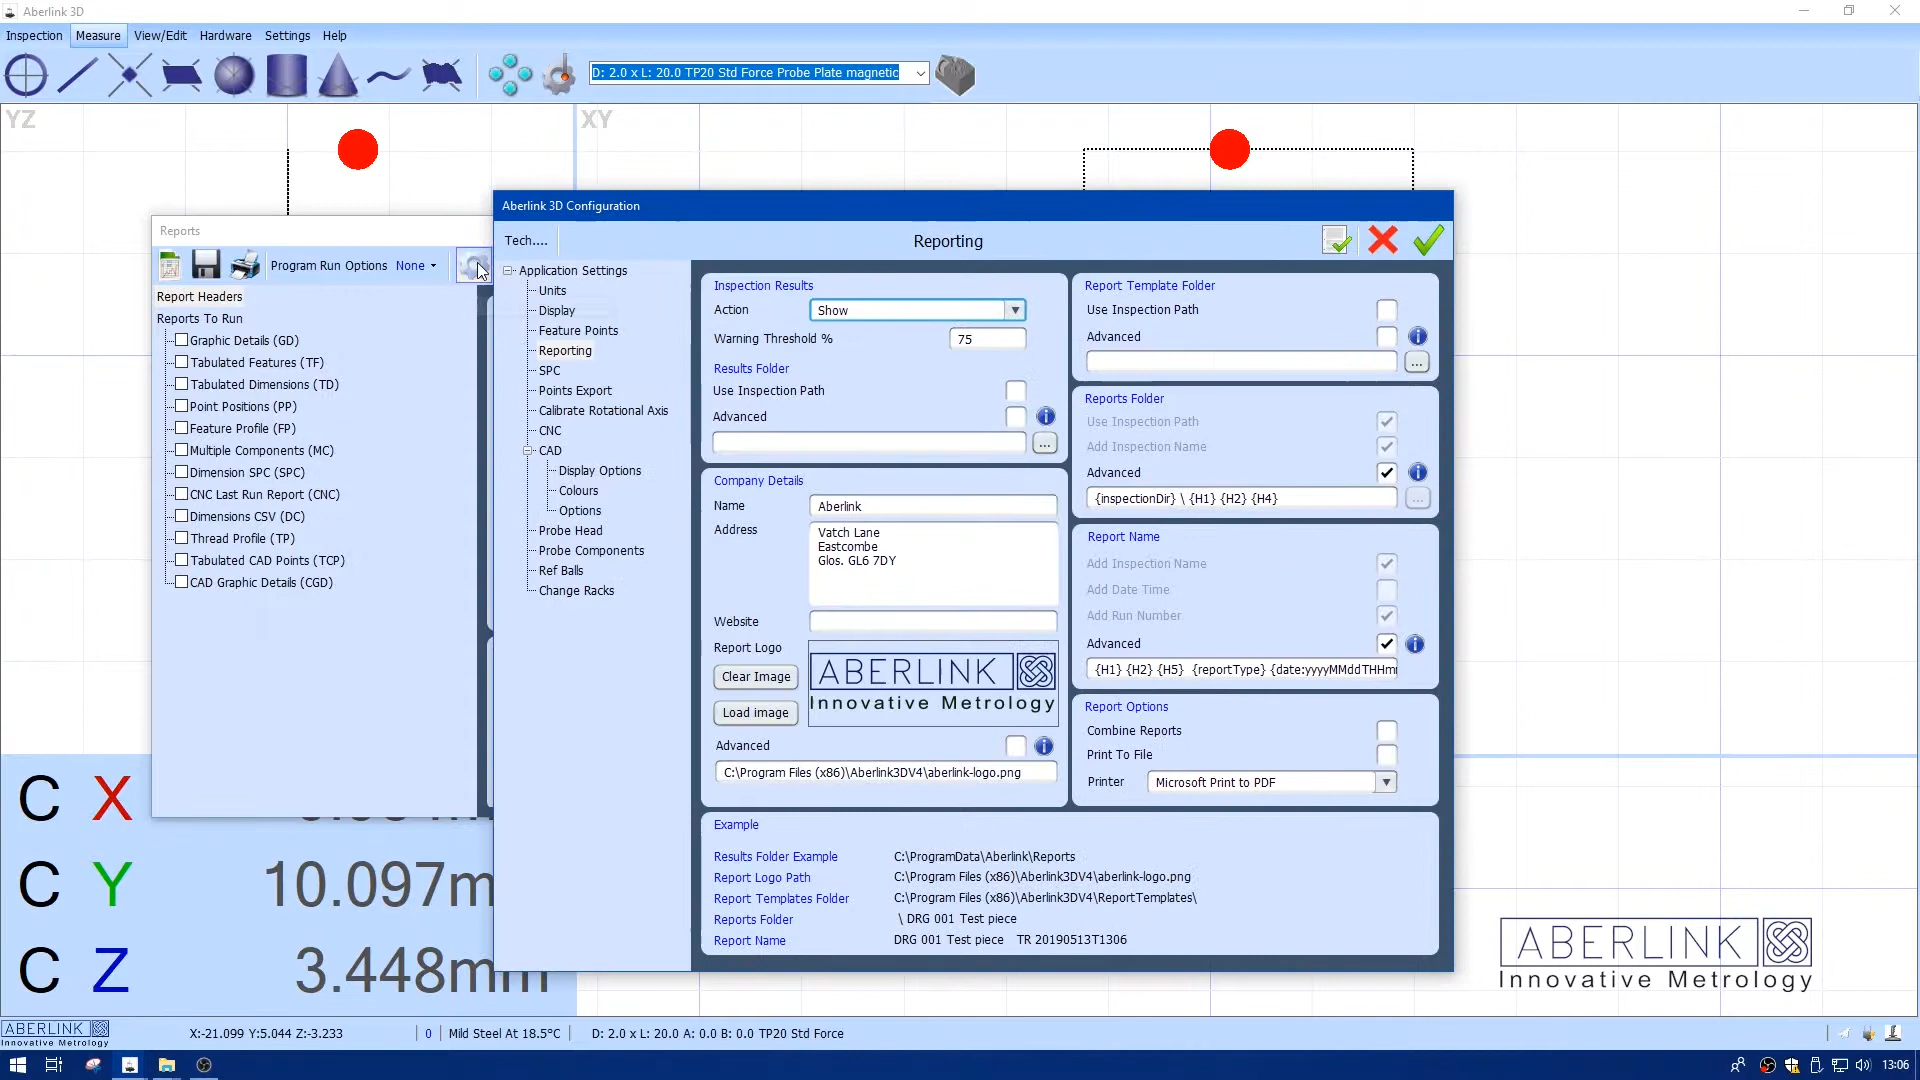 Aberlink 3D
Inspection Measure View/Edit Hardware Settings Help
D: 2.0 x L: 20.0 TP20 Std Force Probe Plate magnetic
YZ
XY
Reports
Program Run Options None
Report Headers
Reports To Run
Graphic Details (GD)
Tabulated Features (TF)
Tabulated Dimensions (TD)
Point Positions (PP)
Feature Profile (FP)
Multiple Components (MC)
Dimension SPC (SPC)
CNC Last Run Report (CNC)
Dimensions CSV (DC)
Thread Profile (TP)
Tabulated CAD Points (TCP)
CAD Graphic Details (CGD)
Aberlink 3D Configuration
Tech....
Reporting
Application Settings
Units
Display
Feature Points
Reporting
SPC
Points Export
Calibrate Rotational Axis
CNC
CAD
Display Options
Colours
Options
Probe Head
Probe Components
Ref Balls
Change Racks
Inspection Results
Action Show
Warning Threshold % 75
Results Folder
Use Inspection Path
Advanced
...
Company Details
Name Aberlink
Address Vatch Lane
Eastcombe
Glos. GL6 7DY
Website
Report Logo
Clear Image
Load image
ABERLINK
Innovative Metrology
Advanced
C:\Program Files (x86)\Aberlink3DV4\aberlink-logo.png
Report Template Folder
Use Inspection Path
Advanced
...
Reports Folder
Use Inspection Path
Add Inspection Name
Advanced
{inspectionDir} \ {H1} {H2} {H4}
...
Report Name
Add Inspection Name
Add Date Time
Add Run Number
Advanced
{H1} {H2} {H5}  {reportType} {date:yyyyMMddTHHm
Report Options
Combine Reports
Print To File
Printer Microsoft Print to PDF
Example
Results Folder Example C:\ProgramData\Aberlink\Reports
Report Logo Path C:\Program Files (x86)\Aberlink3DV4\aberlink-logo.png
Report Templates Folder C:\Program Files (x86)\Aberlink3DV4\ReportTemplates\
Reports Folder \ DRG 001 Test piece
Report Name DRG 001 Test piece   TR 20190513T1306
C X
C Y 10.097m
C Z 3.448mm
ABERLINK
Innovative Metrology
ABERLINK
Innovative Metrology
X:-21.099 Y:5.044 Z:-3.233
0
Mild Steel At 18.5°C
D: 2.0 x L: 20.0 A: 0.0 B: 0.0 TP20 Std Force
13:06